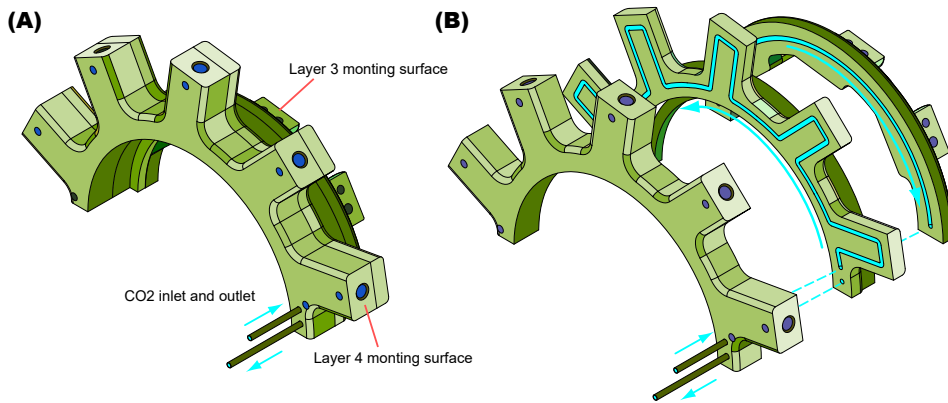 (A)
(B)
Layer 3 monting surface
CO2 inlet and outlet
Layer 4 monting surface